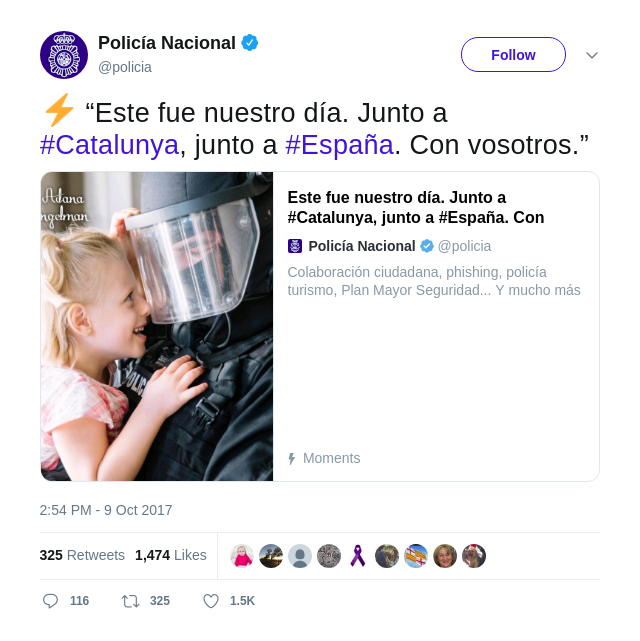 Policía Nacional
@policia
Follow
⚡ “Este fue nuestro día. Junto a
#Catalunya, junto a #España. Con vosotros.”
Aitana
Este fue nuestro día. Junto a
#Catalunya, junto a #España. Con
Policía Nacional @policia
Colaboración ciudadana, phishing, policía
turismo, Plan Mayor Seguridad... Y mucho más
POLICE
Moments
2:54 PM - 9 Oct 2017
325 Retweets 1,474 Likes
116 325 1.5K